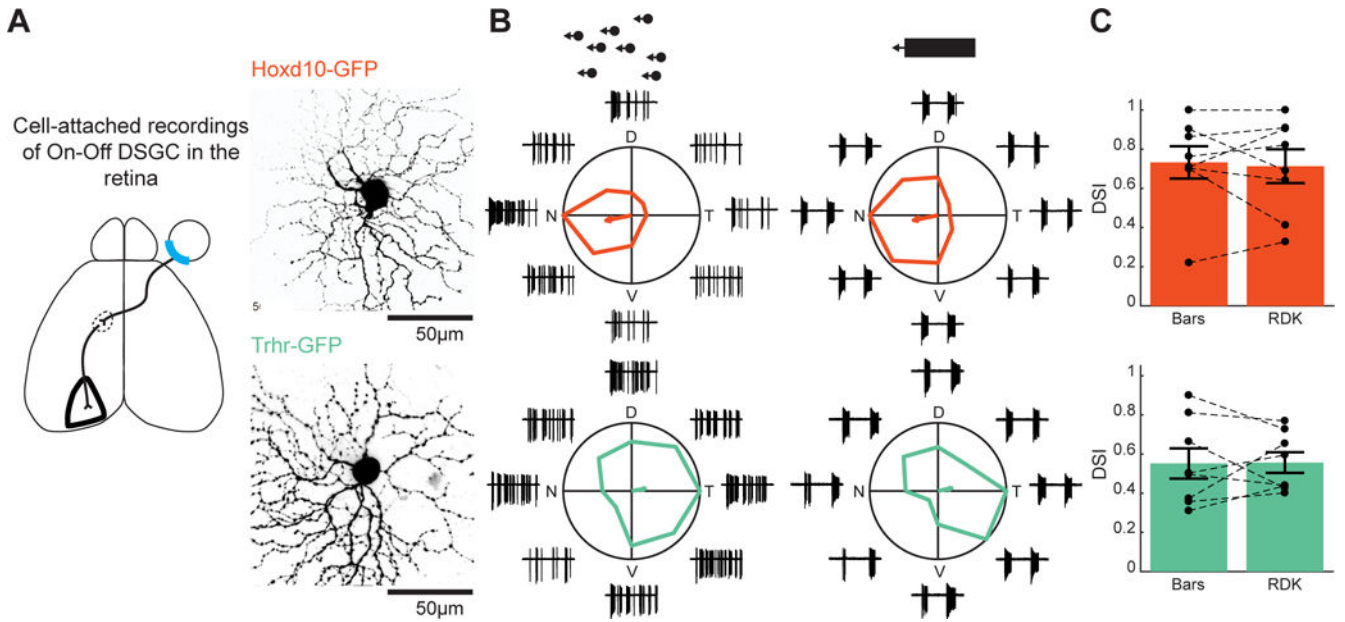 A
B
C
Hoxd10-GFP
Cell-attached recordings
of On-Off DSGC in the
retina
50µm
Trhr-GFP
50µm
D
N
T
V
D
N
T
V
D
N
T
V
D
N
T
V
1
0.8
0.6
0.4
0.2
0
DSI
Bars
RDK
1
0.8
0.6
0.4
0.2
0
DSI
Bars
RDK